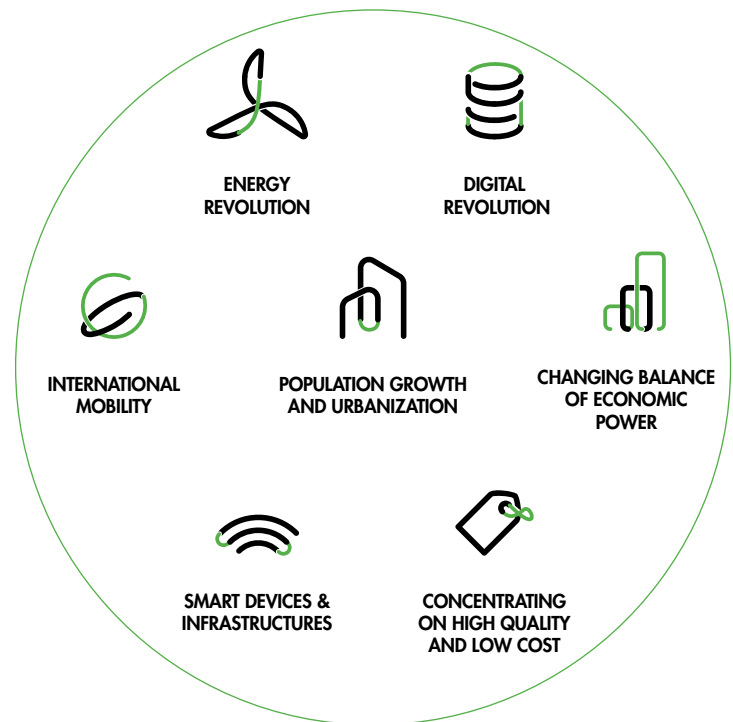 ENERGY
REVOLUTION
DIGITAL
REVOLUTION
INTERNATIONAL
MOBILITY
POPULATION GROWTH
AND URBANIZATION
CHANGING BALANCE
OF ECONOMIC
POWER
SMART DEVICES &
INFRASTRUCTURES
CONCENTRATING
ON HIGH QUALITY
AND LOW COST